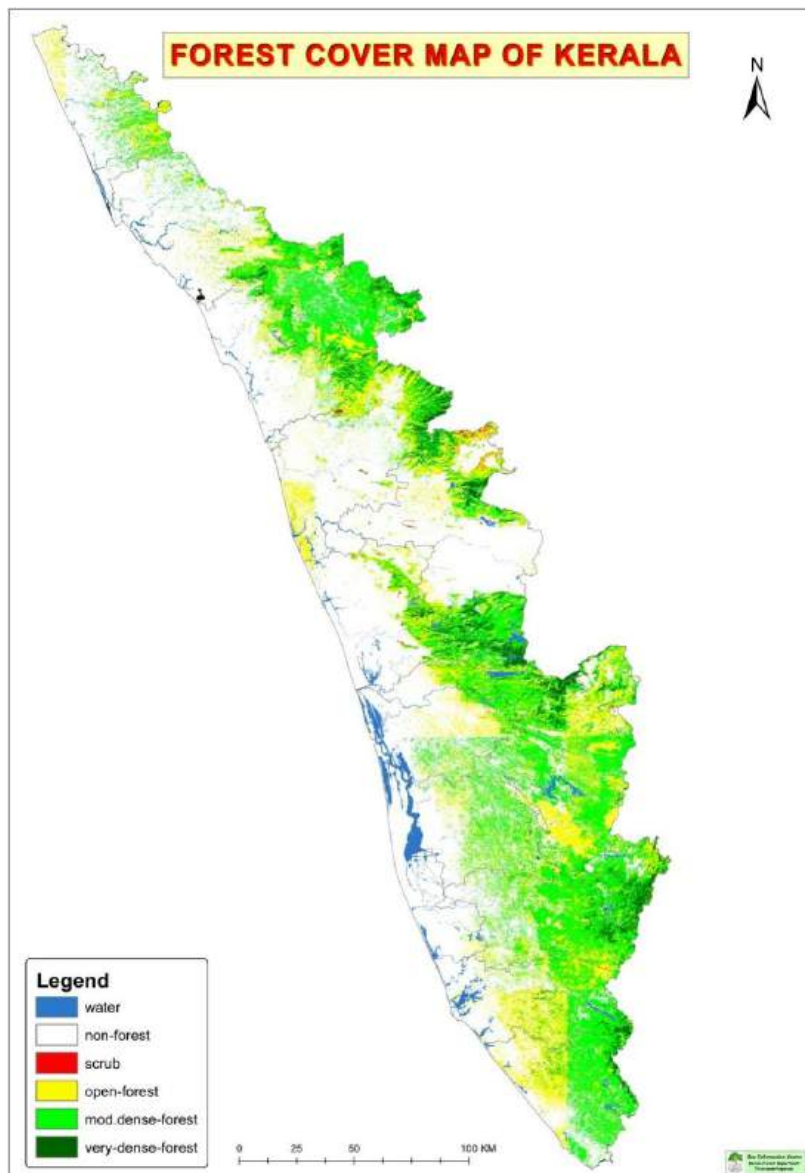 FOREST COVER MAP OF KERALA
N
Legend
water
non-forest
scrub
open-forest
mod.dense-forest
very-dense-forest
0 25 50 100 KM